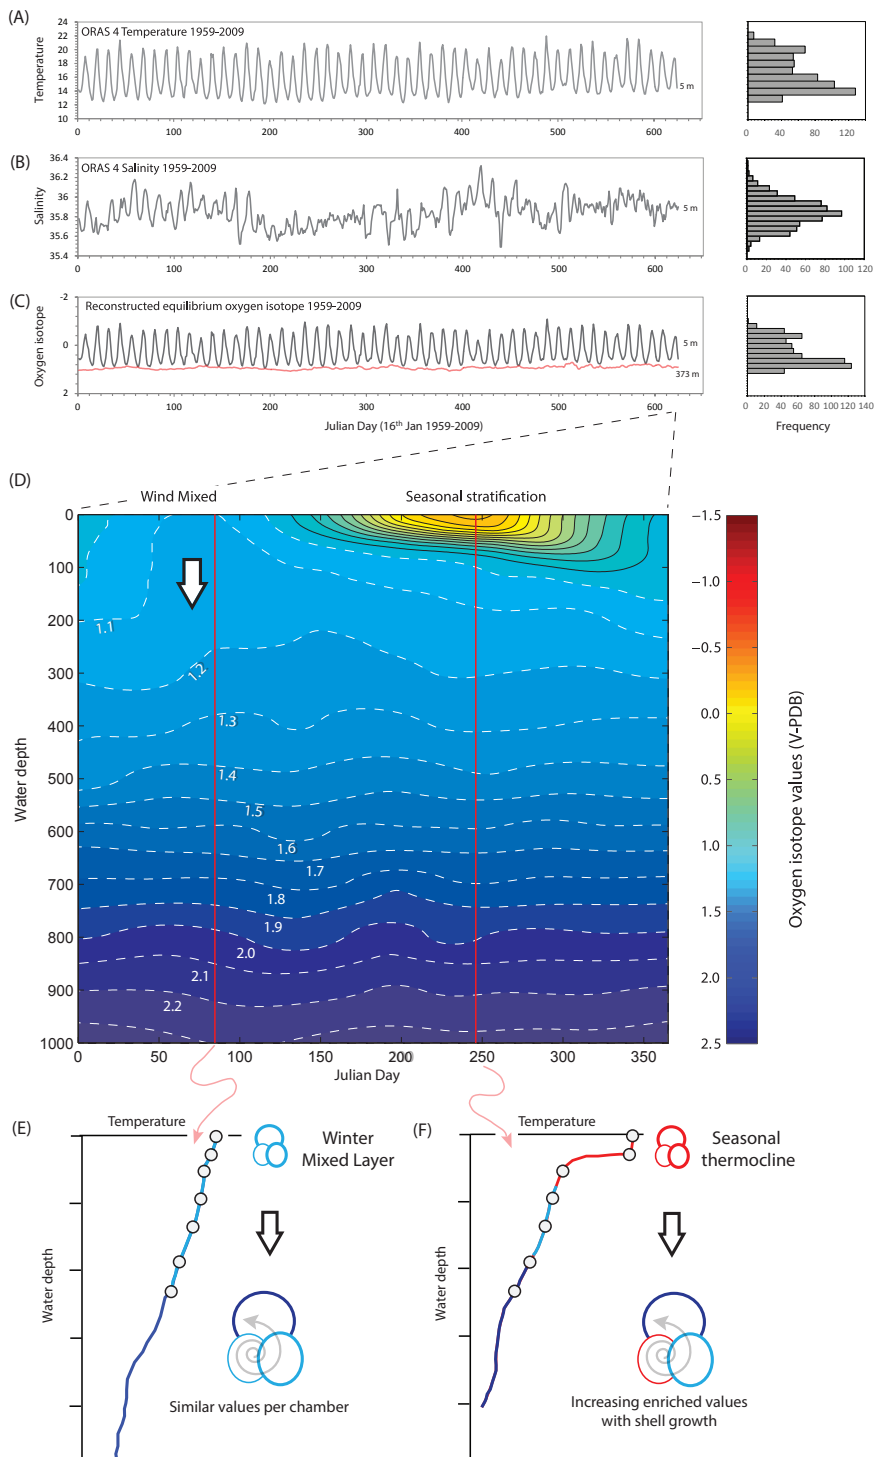 (A)
ORAS 4 Temperature 1959-2009
Temperature
24
22
20
18
16
14
12
10
5 m
0 100 200 300 400 500 600
0 40 80 120
(B)
ORAS 4 Salinity 1959-2009
Salinity
36.4
36.2
36
35.8
35.6
35.4
5 m
0 100 200 300 400 500 600
0 20 40 60 80 100 120
(C)
Reconstructed equilibrium oxygen isotope 1959-2009
Oxygen isotope
-2
0
2
5 m
373 m
0 100 200 300 400 500 600
Julian Day (16th Jan 1959-2009)
0 20 40 60 80 100 120 140
Frequency
(D)
Wind Mixed
Seasonal stratification
Water depth
0
100
200
300
400
500
600
700
800
900
1000
1.1
1.2
1.3
1.4
1.5
1.6
1.7
1.8
1.9
2.0
2.1
2.2
0 50 100 150 200 250 300 350
Julian Day
-1.5
-1.0
-0.5
0.0
0.5
1.0
1.5
2.0
2.5
Oxygen isotope values (V-PDB)
(E)
Temperature
Water depth
Winter
Mixed Layer
Similar values per chamber
(F)
Temperature
Water depth
Seasonal
thermocline
Increasing enriched values
with shell growth